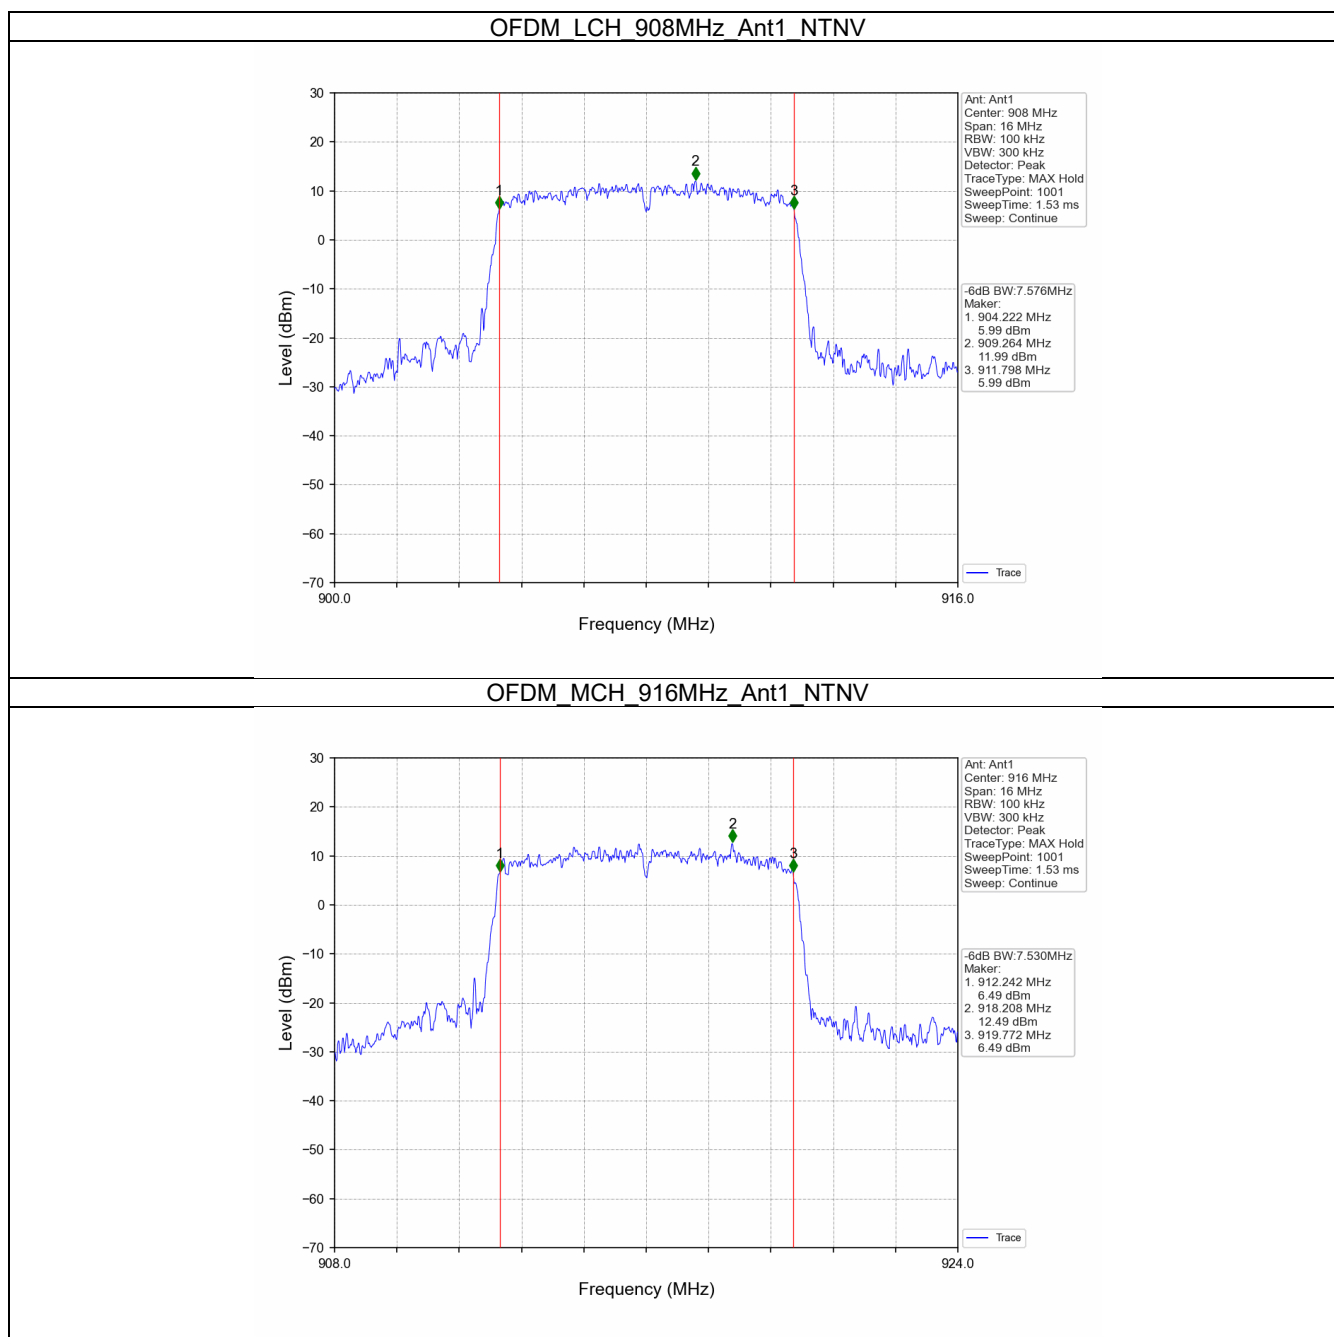 OFDM_LCH_908MHz_Ant1_NTNV
30
20
10
0
−10
−20
−30
−40
−50
−60
−70
Level (dBm)
1
2
3
900.0
916.0
Frequency (MHz)
Ant: Ant1
Center: 908 MHz
Span: 16 MHz
RBW: 100 kHz
VBW: 300 kHz
Detector: Peak
TraceType: MAX Hold
SweepPoint: 1001
SweepTime: 1.53 ms
Sweep: Continue
-6dB BW:7.576MHz
Maker:
1. 904.222 MHz
5.99 dBm
2. 909.264 MHz
11.99 dBm
3. 911.798 MHz
5.99 dBm
Trace
OFDM_MCH_916MHz_Ant1_NTNV
30
20
10
0
−10
−20
−30
−40
−50
−60
−70
Level (dBm)
1
2
3
908.0
924.0
Frequency (MHz)
Ant: Ant1
Center: 916 MHz
Span: 16 MHz
RBW: 100 kHz
VBW: 300 kHz
Detector: Peak
TraceType: MAX Hold
SweepPoint: 1001
SweepTime: 1.53 ms
Sweep: Continue
-6dB BW:7.530MHz
Maker:
1. 912.242 MHz
6.49 dBm
2. 918.208 MHz
12.49 dBm
3. 919.772 MHz
6.49 dBm
Trace